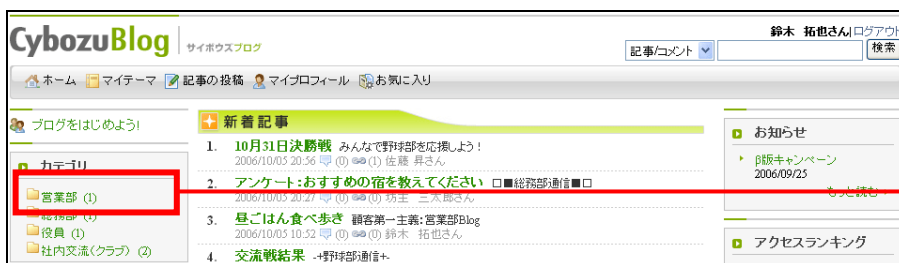 CybozuBlog サイボウズブログ
鈴木 拓也さん|ログアウト
記事/コメント 検索
ホーム マイテーマ 記事の投稿 マイプロフィール お気に入り
ブログをはじめよう!
カテゴリ
営業部 (1)
総務部 (1)
役員 (1)
社内交流(クラブ) (2)
新着記事
1. 10月31日決勝戦 みんなで野球部を応援しよう!
2006/10/05 20:56 (0) (1) 佐藤 昇さん
2. アンケート:おすすめの宿を教えてください □■総務部通信■□
2006/10/05 20:27 (0) (0) 坊主 三太郎さん
3. 昼ごはん食べ歩き 顧客第一主義:営業部Blog
2006/10/05 10:52 (0) (0) 鈴木 拓也さん
4. 交流戦結果 -+野球部通信+-
お知らせ
β版キャンペーン
2006/09/25
もっと読む
アクセスランキング